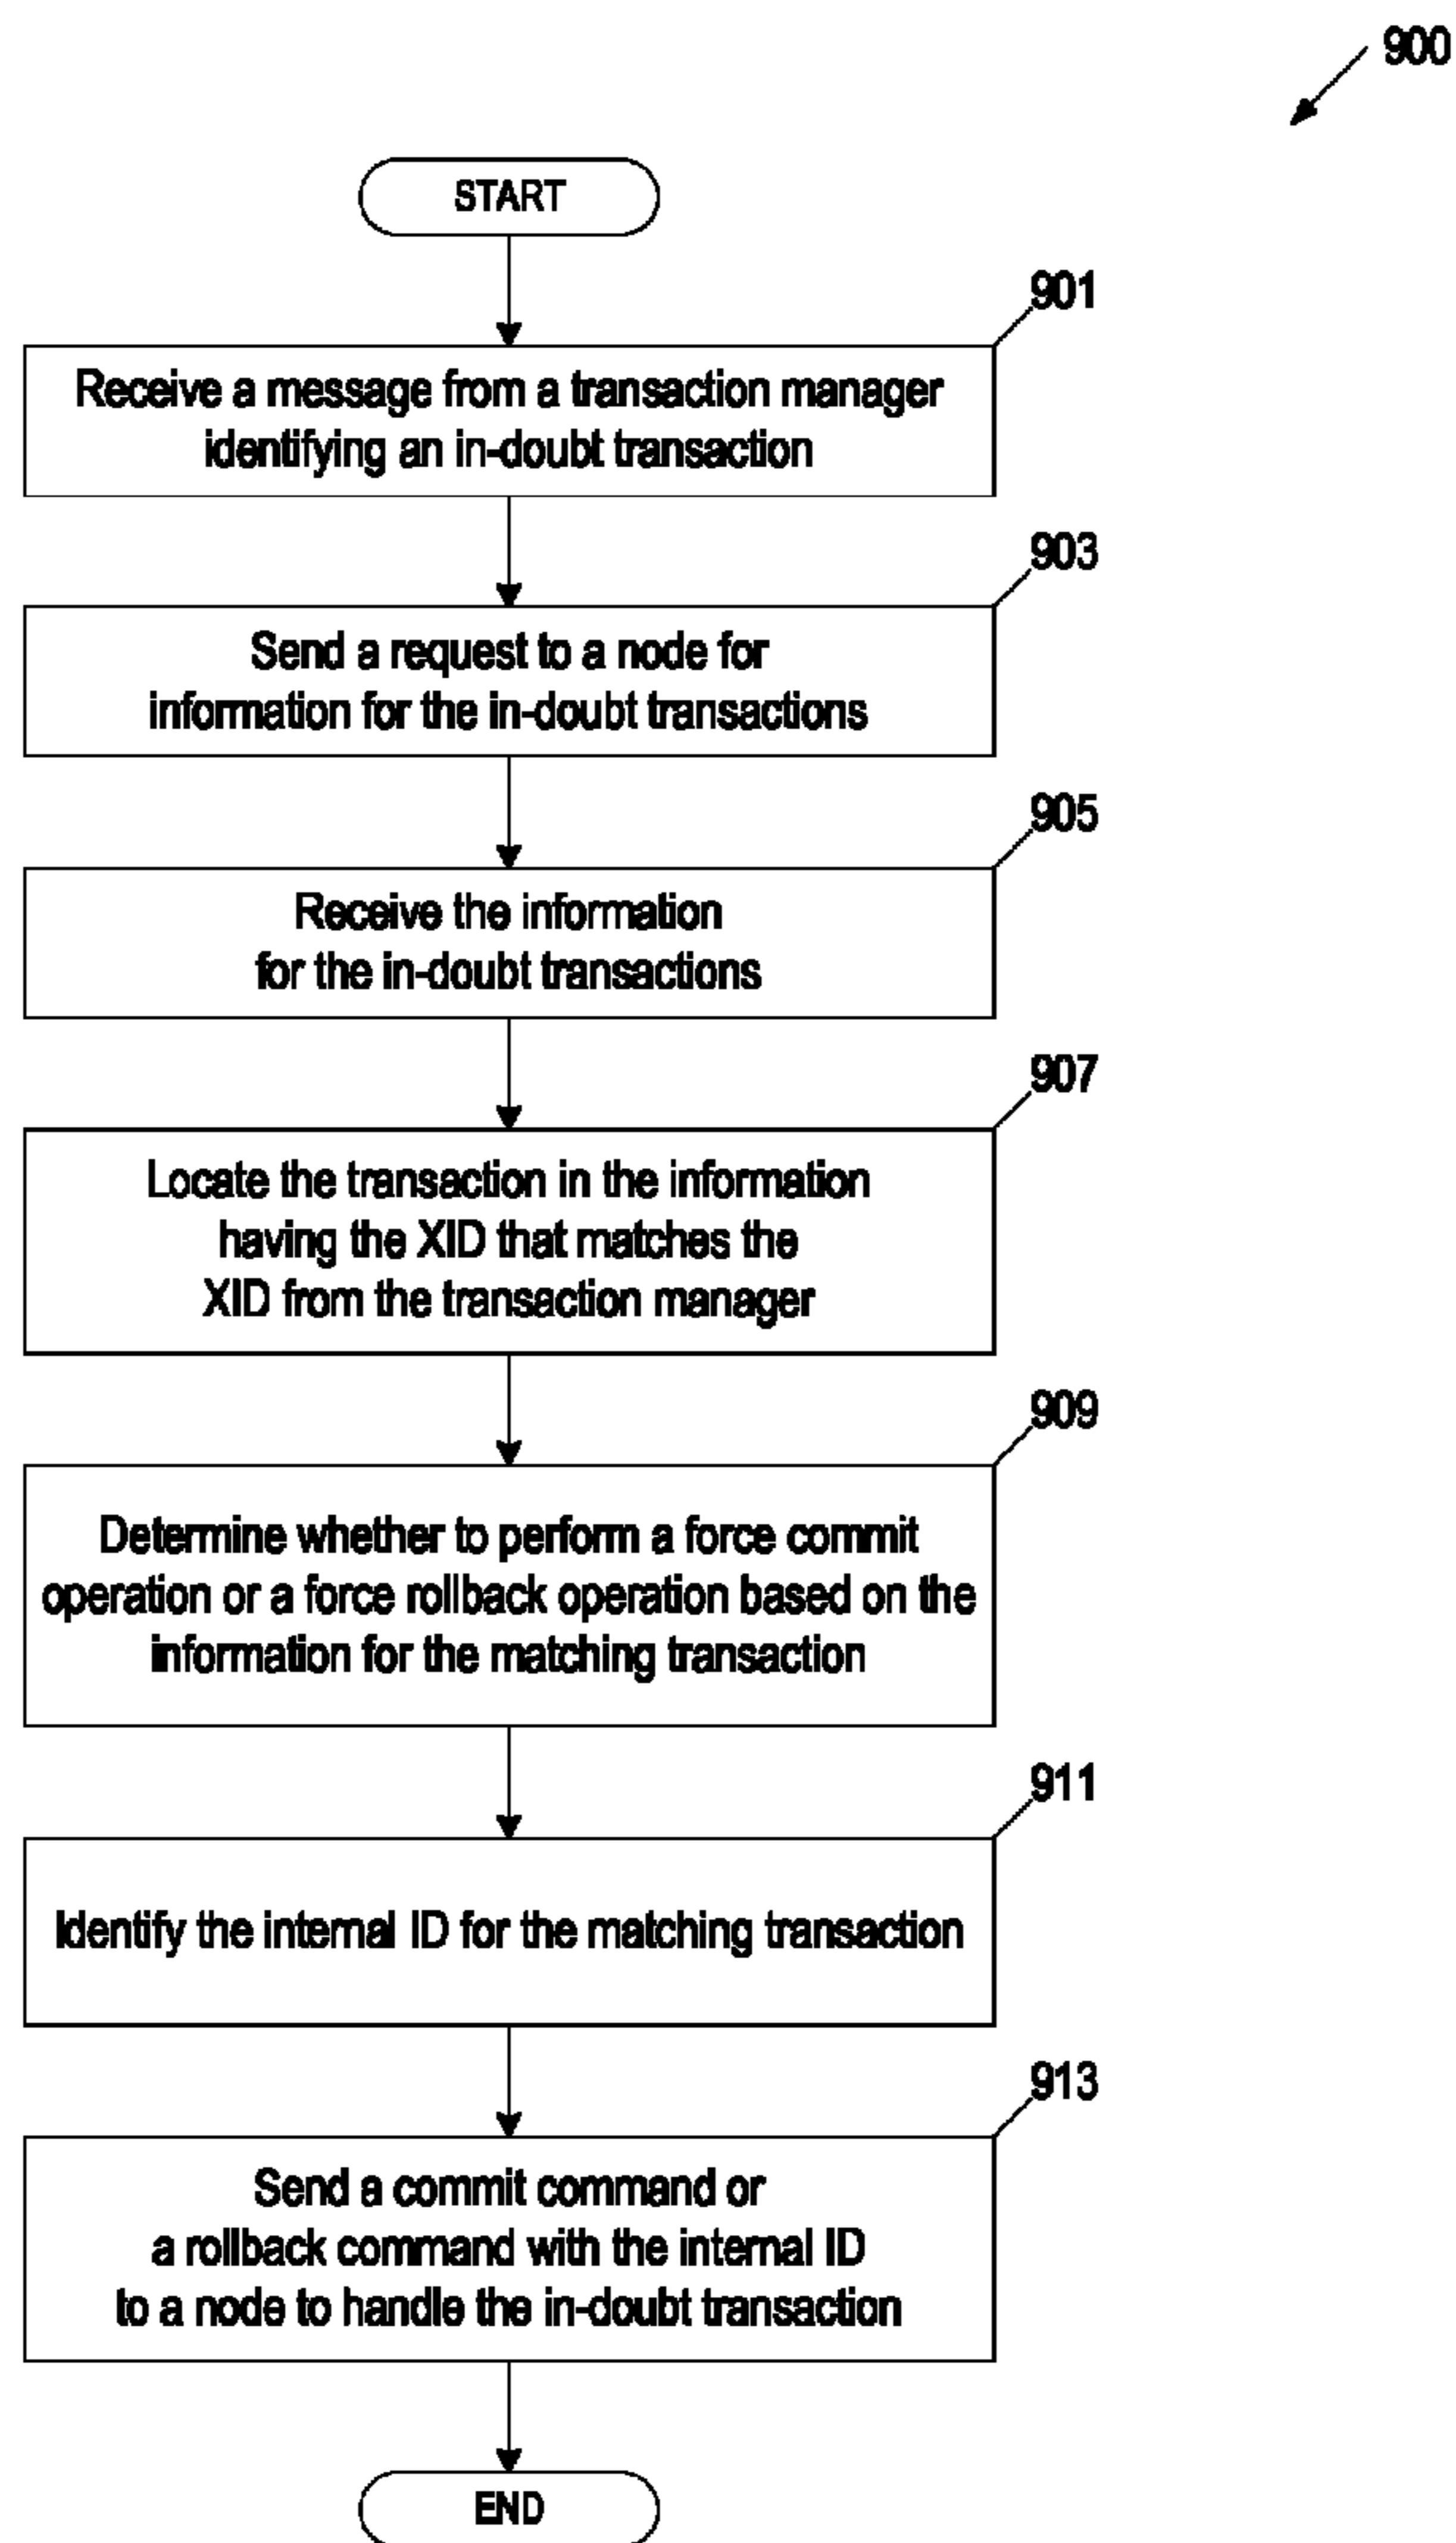 900
START
901
Receive a message from a transaction manager
identifying an in-doubt transaction
903
Send a request to a node for
information for the in-doubt transactions
905
Receive the information
for the in-doubt transactions
907
Locate the transaction in the information
having the XID that matches the
XID from the transaction manager
909
Determine whether to perform a force commit
operation or a force rollback operation based on the
information for the matching transaction
911
Identify the internal ID for the matching transaction
913
Send a commit command or
a rollback command with the internal ID
to a node to handle the in-doubt transaction
END